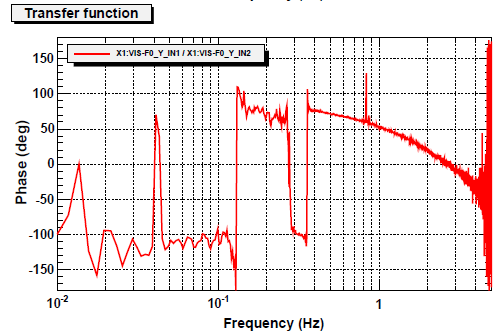 Transfer function
X1:VIS-F0_Y_IN1 / X1:VIS-F0_Y_IN2
Phase (deg)
150
100
50
0
-50
-100
-150
10-2
10-1
1
Frequency (Hz)